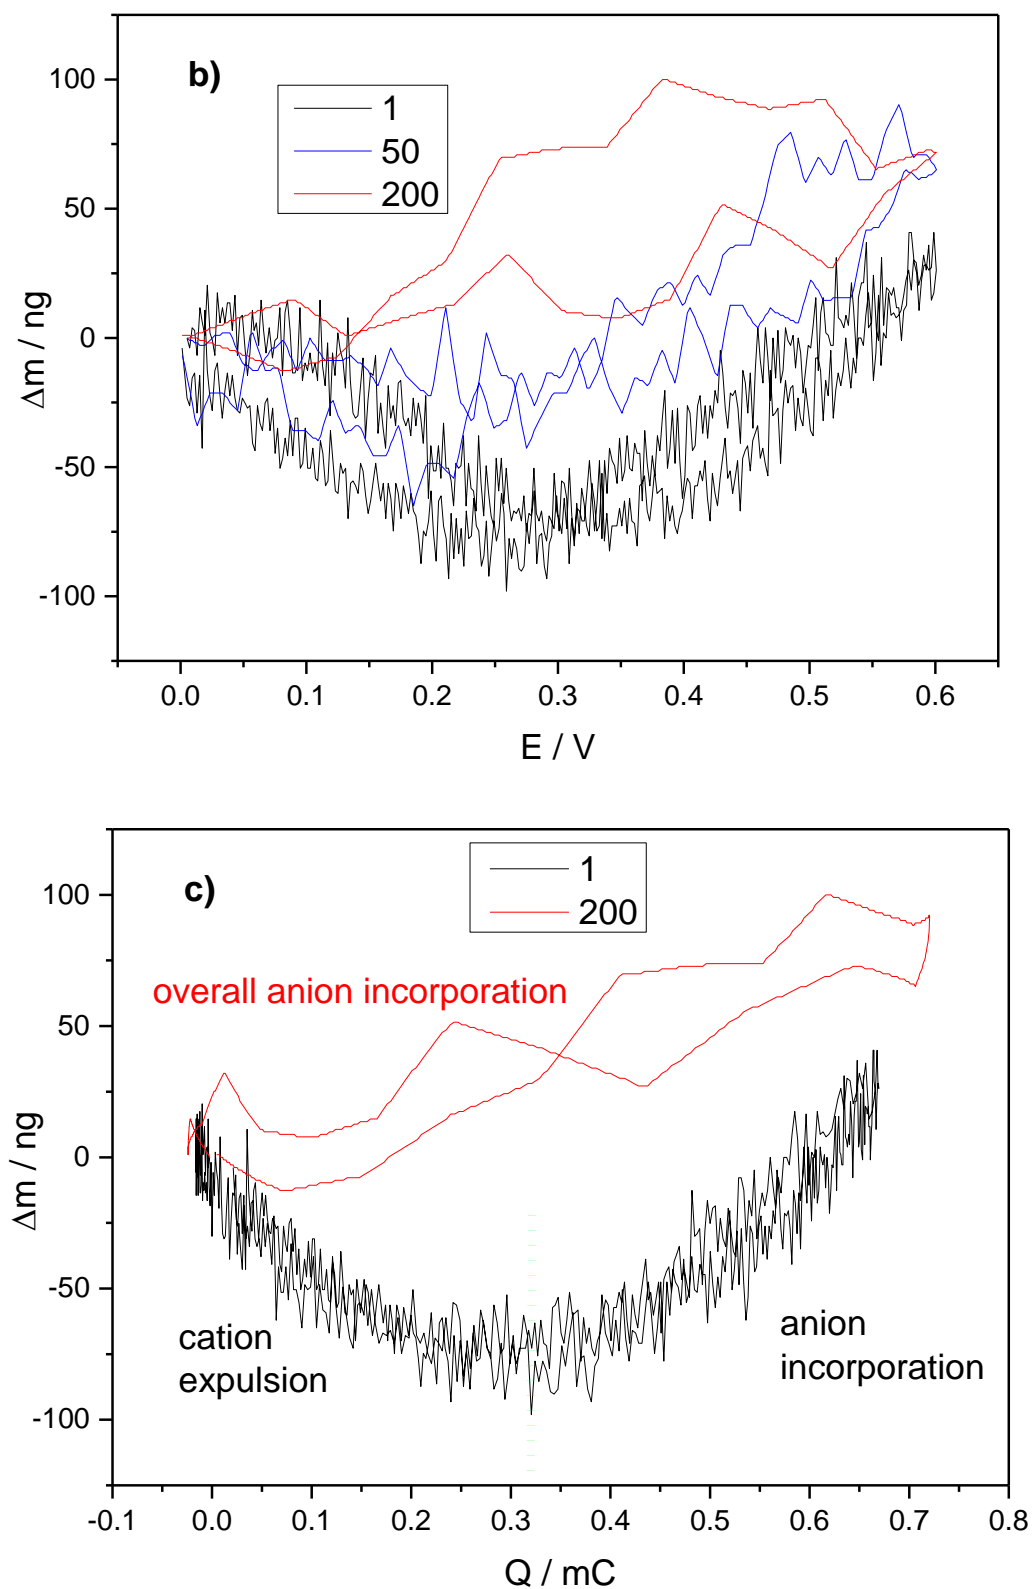 b)
1
50
200
100
50
0
-50
-100
Δm / ng
0.0 0.1 0.2 0.3 0.4 0.5 0.6
E / V
c)
1
200
overall anion incorporation
100
50
0
-50
-100
Δm / ng
cation
expulsion
anion
incorporation
-0.1 0.0 0.1 0.2 0.3 0.4 0.5 0.6 0.7 0.8
Q / mC